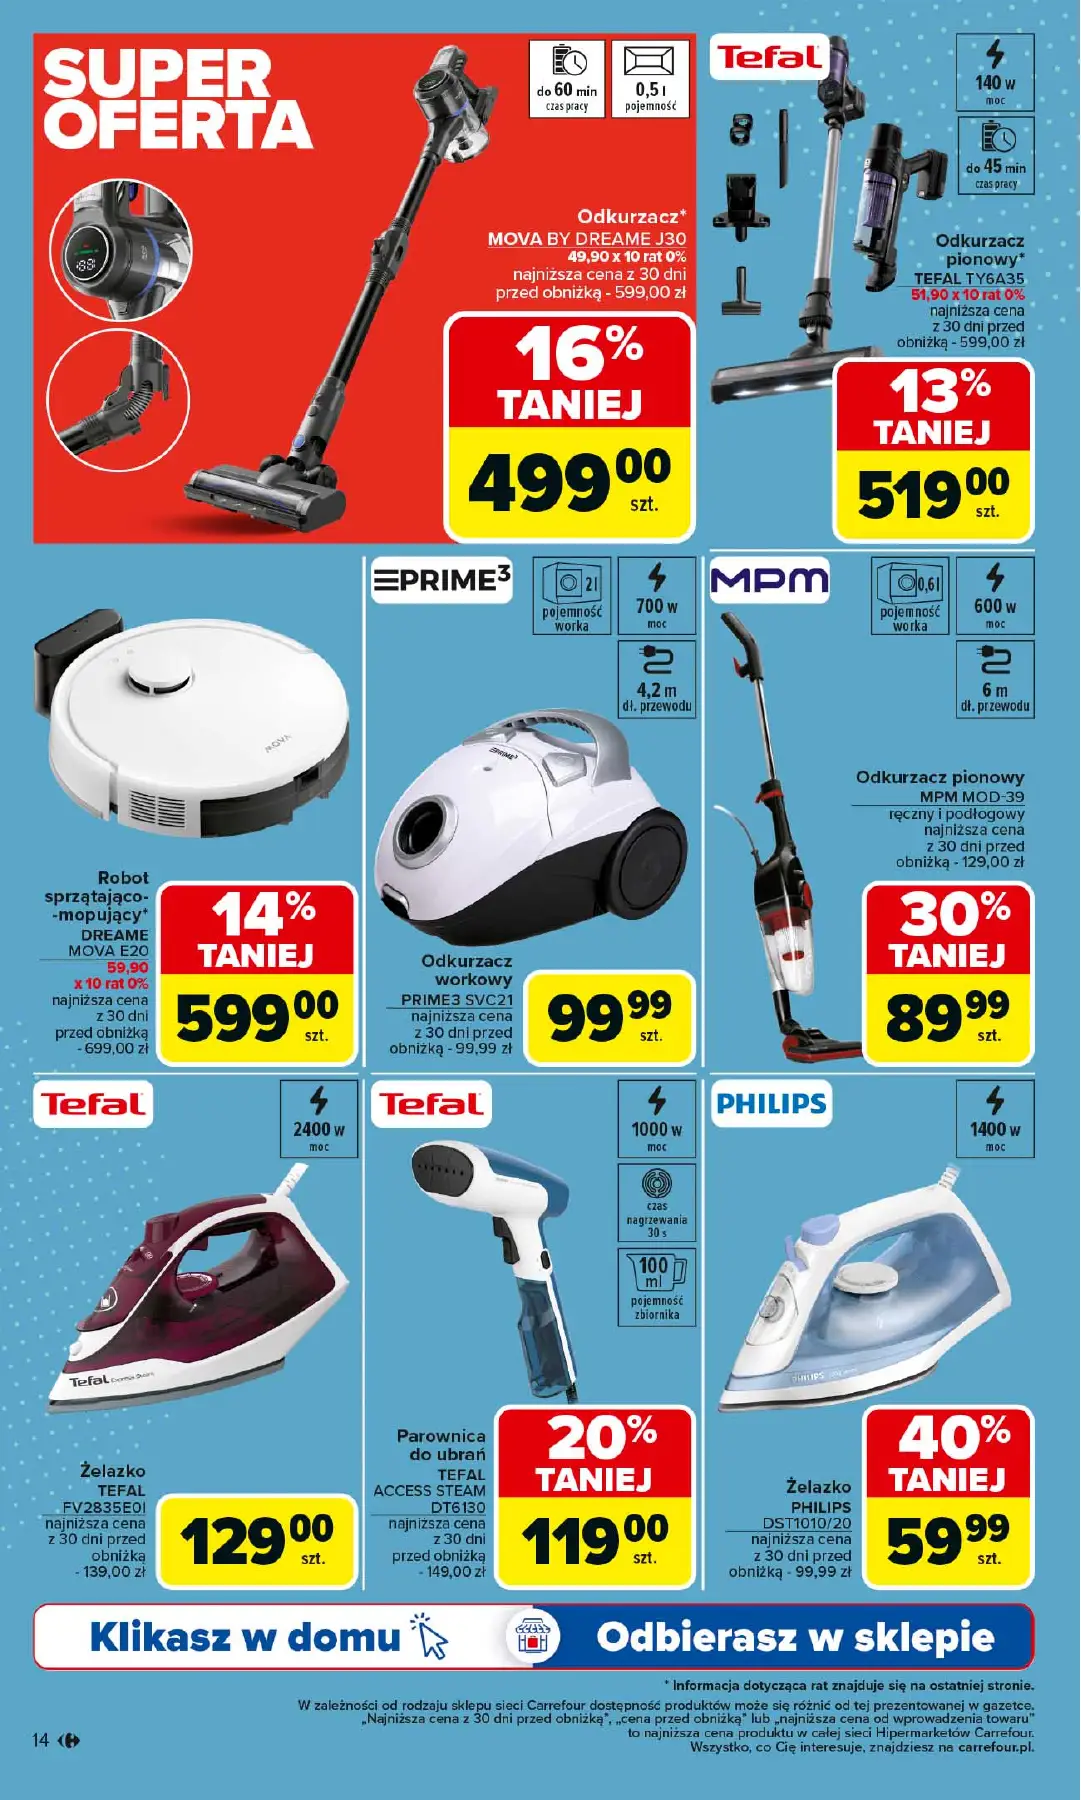 SUPER
OFERTA
do 60 min
czas pracy
0,5 l
pojemność
Odkurzacz*
MOVA BY DREAME J30
49,90 x 10 rat 0%
najniższa cena z 30 dni
przed obniżką - 599,00 zł
16%
TANIEJ
499 00
szt.
Tefal
140 W
moc
do 45 min
czas pracy
Odkurzacz
pionowy*
TEFAL TY6A35
51,90 x 10 rat 0%
najniższa cena
z 30 dni przed
obniżką - 599,00 zł
13%
TANIEJ
519 00
szt.
MOVA
Robot
sprzątająco-
-mopujący*
DREAME
MOVA E20
59,90
x 10 rat 0%
najniższa cena
z 30 dni
przed obniżką
- 699,00 zł
14%
TANIEJ
599 00
szt.
PRIME3
2 l
pojemność
worka
700 W
moc
4,2 m
dł. przewodu
PRIME3
Odkurzacz
workowy
PRIME3 SVC21
najniższa cena
z 30 dni przed
obniżką - 99,99 zł
99 99
szt.
MPM
0,6 l
pojemność
worka
600 W
moc
6 m
dł. przewodu
Odkurzacz pionowy
MPM MOD-39
ręczny i podłogowy
najniższa cena
z 30 dni przed
obniżką - 129,00 zł
30%
TANIEJ
89 99
szt.
Tefal
2400 W
moc
Tefal
Żelazko
TEFAL
FV2835E0I
najniższa cena
z 30 dni przed
obniżką
- 139,00 zł
129 00
szt.
Tefal
1000 W
moc
czas
nagrzewania
30 s
100
ml
pojemność
zbiornika
Parownica
do ubrań
TEFAL
ACCESS STEAM
DT6130
najniższa cena
z 30 dni
przed obniżką
- 149,00 zł
20%
TANIEJ
119 00
szt.
PHILIPS
1400 W
moc
PHILIPS
Żelazko
PHILIPS
DST1010/20
najniższa cena
z 30 dni przed
obniżką - 99,99 zł
40%
TANIEJ
59 99
szt.
Klikasz w domu
Odbierasz w sklepie
* Informacja dotycząca rat znajduje się na ostatniej stronie.
W zależności od rodzaju sklepu sieci Carrefour dostępność produktów może się różnić od tej prezentowanej w gazetce.
„Najniższa cena z 30 dni przed obniżką”, „cena przed obniżką” lub „najniższa cena od wprowadzenia towaru”
to najniższa cena produktu w całej sieci Hipermarketów Carrefour.
Wszystko, co Cię interesuje, znajdziesz na carrefour.pl.
14